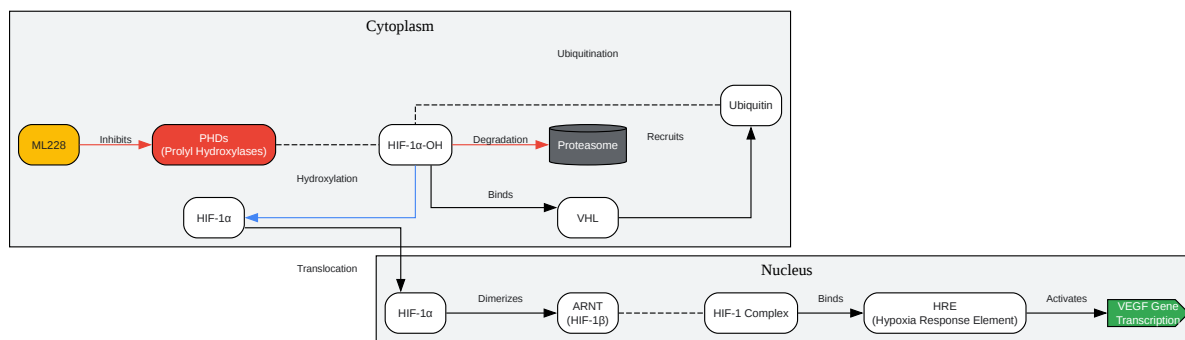 Cytoplasm
Ubiquitination
Ubiquitin
ML228
Inhibits
PHDs
(Prolyl Hydroxylases)
HIF-1α-OH
Degradation
Proteasome
Recruits
Hydroxylation
Binds
HIF-1α
VHL
Translocation
Nucleus
HIF-1α
Dimerizes
ARNT
(HIF-1β)
HIF-1 Complex
Binds
HRE
(Hypoxia Response Element)
Activates
VEGF Gene
Transcription